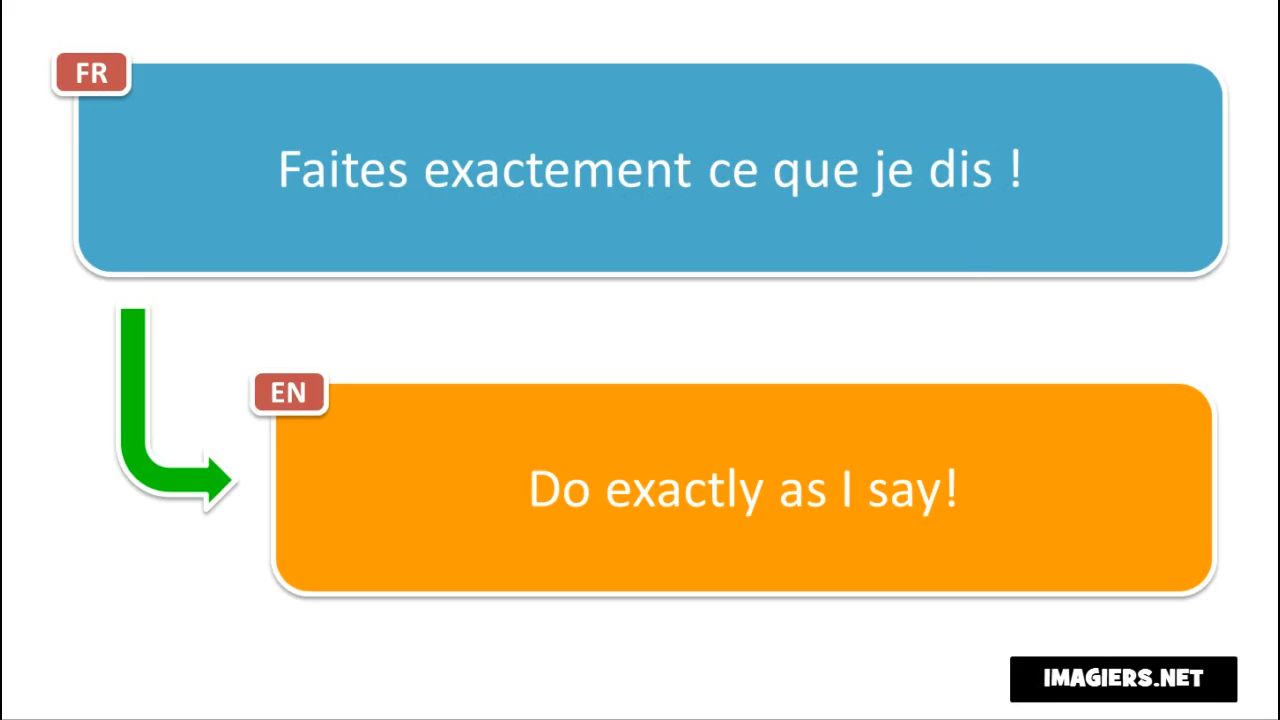 FR
Faites exactement ce que je dis !
EN
Do exactly as I say!
IMAGIERS.NET